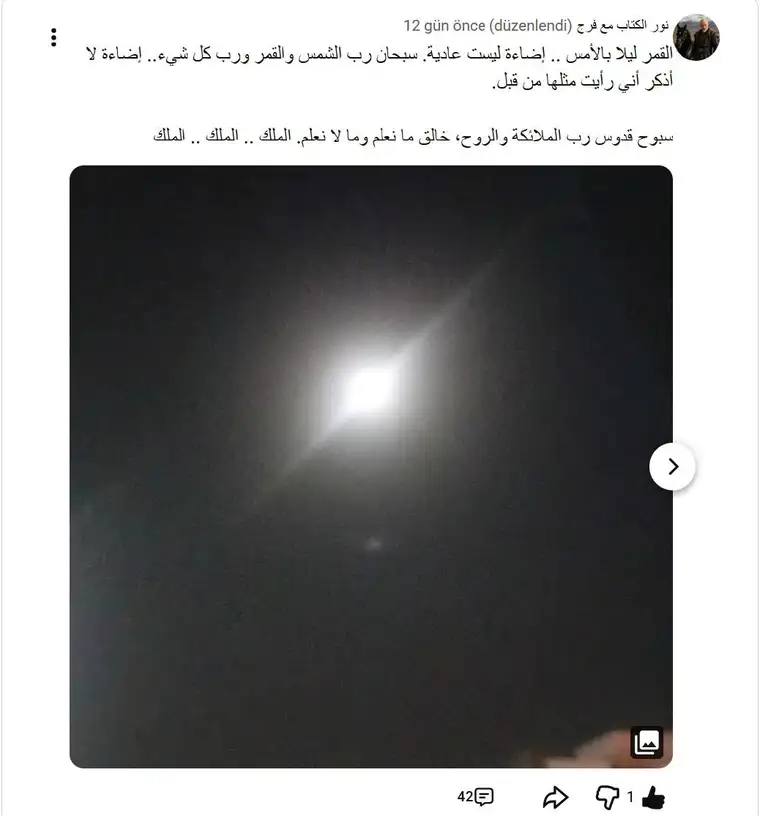 نور الكتاب مع فرج 12 gün önce (düzenlendi)
القمر ليلا بالأمس .. إضاءة ليست عادية. سبحان رب الشمس والقمر ورب كل شيء.. إضاءة لا
أذكر أني رأيت مثلها من قبل.
سبوح قدوس رب الملائكة والروح، خالق ما نعلم وما لا نعلم. الملك .. الملك .. الملك
1 42